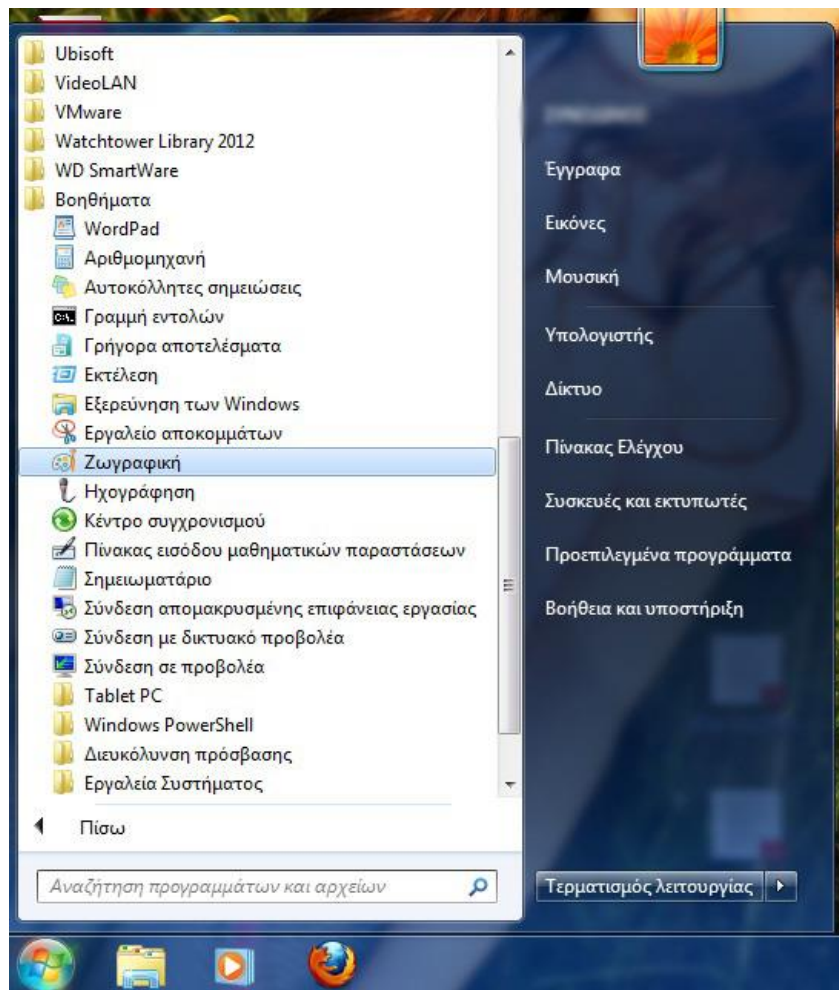 Ubisoft
VideoLAN
VMware
Watchtower Library 2012
WD SmartWare
Βοηθήματα
WordPad
Αριθμομηχανή
Αυτοκόλλητες σημειώσεις
Γραμμή εντολών
Γρήγορα αποτελέσματα
Εκτέλεση
Εξερεύνηση των Windows
Εργαλείο αποκομμάτων
Ζωγραφική
Ηχογράφηση
Κέντρο συγχρονισμού
Πίνακας εισόδου μαθηματικών παραστάσεων
Σημειωματάριο
Σύνδεση απομακρυσμένης επιφάνειας εργασίας
Σύνδεση με δικτυακό προβολέα
Σύνδεση σε προβολέα
Tablet PC
Windows PowerShell
Διευκόλυνση πρόσβασης
Εργαλεία Συστήματος
Πίσω
Αναζήτηση προγραμμάτων και αρχείων
Έγγραφα
Εικόνες
Μουσική
Υπολογιστής
Δίκτυο
Πίνακας Ελέγχου
Συσκευές και εκτυπωτές
Προεπιλεγμένα προγράμματα
Βοήθεια και υποστήριξη
Τερματισμός λειτουργίας